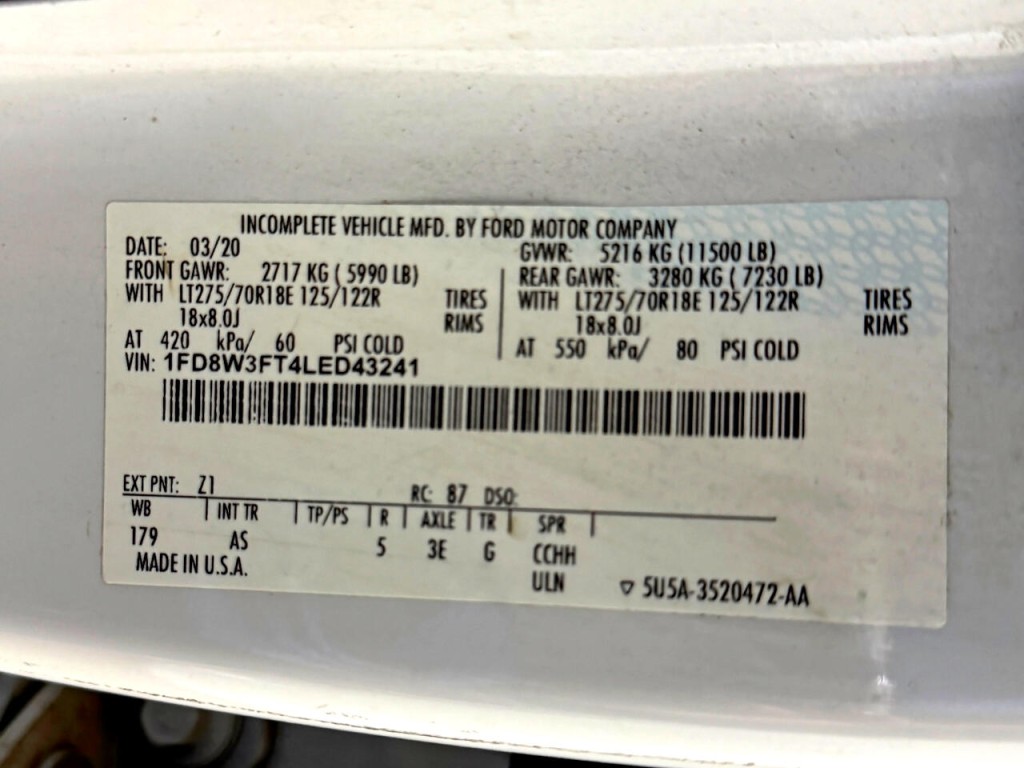 INCOMPLETE VEHICLE MFD. BY FORD MOTOR COMPANY
DATE: 03/20 GVWR: 5216 KG (11500 LB)
FRONT GAWR: 2717 KG ( 5990 LB) REAR GAWR: 3280 KG ( 7230 LB)
WITH LT275/70R18E 125/122R TIRES WITH LT275/70R18E 125/122R TIRES
18x8.0J RIMS 18x8.0J RIMS
AT 420 kPa/ 60 PSI COLD AT 550 kPa/ 80 PSI COLD
VIN: 1FD8W3FT4LED43241
EXT PNT: Z1 RC: 87 DSO:
WB INT TR TP/PS R AXLE TR SPR
179 AS 5 3E G CCHH
MADE IN U.S.A. ULN ▽ 5U5A-3520472-AA